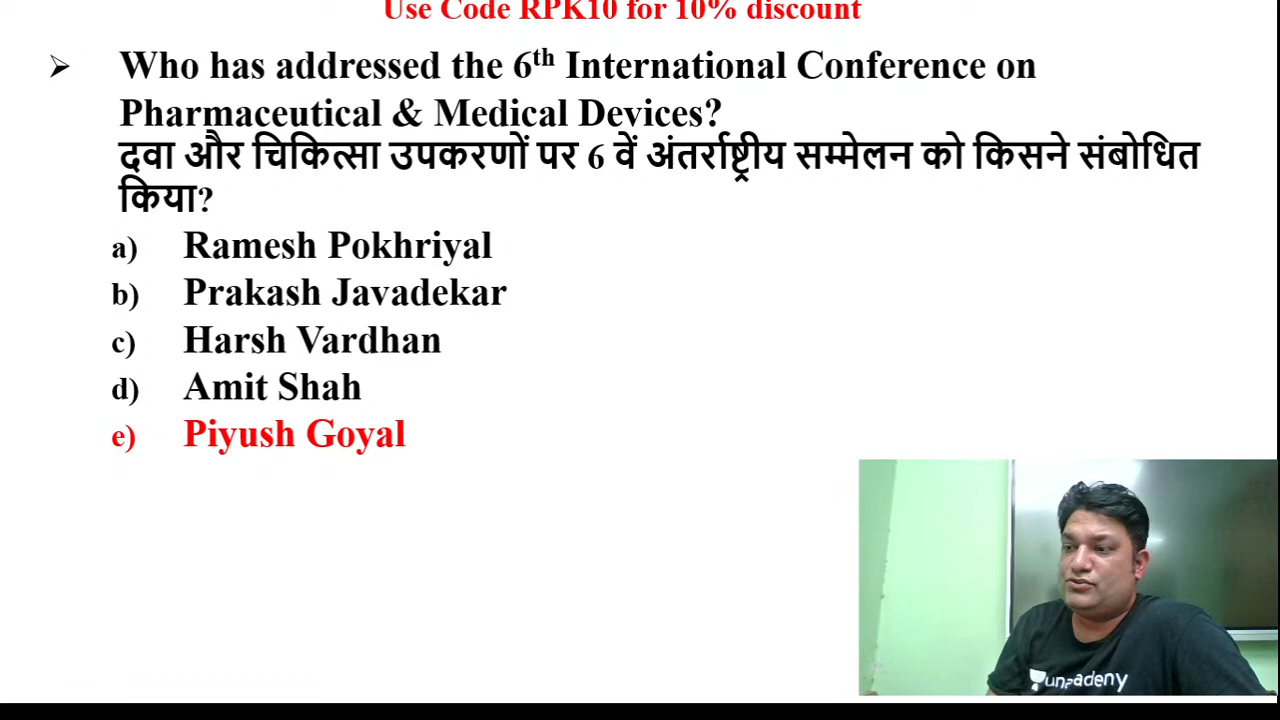 Use Code RPK10 for 10% discount
➢ Who has addressed the 6th International Conference on
Pharmaceutical & Medical Devices?
दवा और चिकित्सा उपकरणों पर 6 वें अंतर्राष्ट्रीय सम्मेलन को किसने संबोधित
किया?
a) Ramesh Pokhriyal
b) Prakash Javadekar
c) Harsh Vardhan
d) Amit Shah
e) Piyush Goyal
unacademy